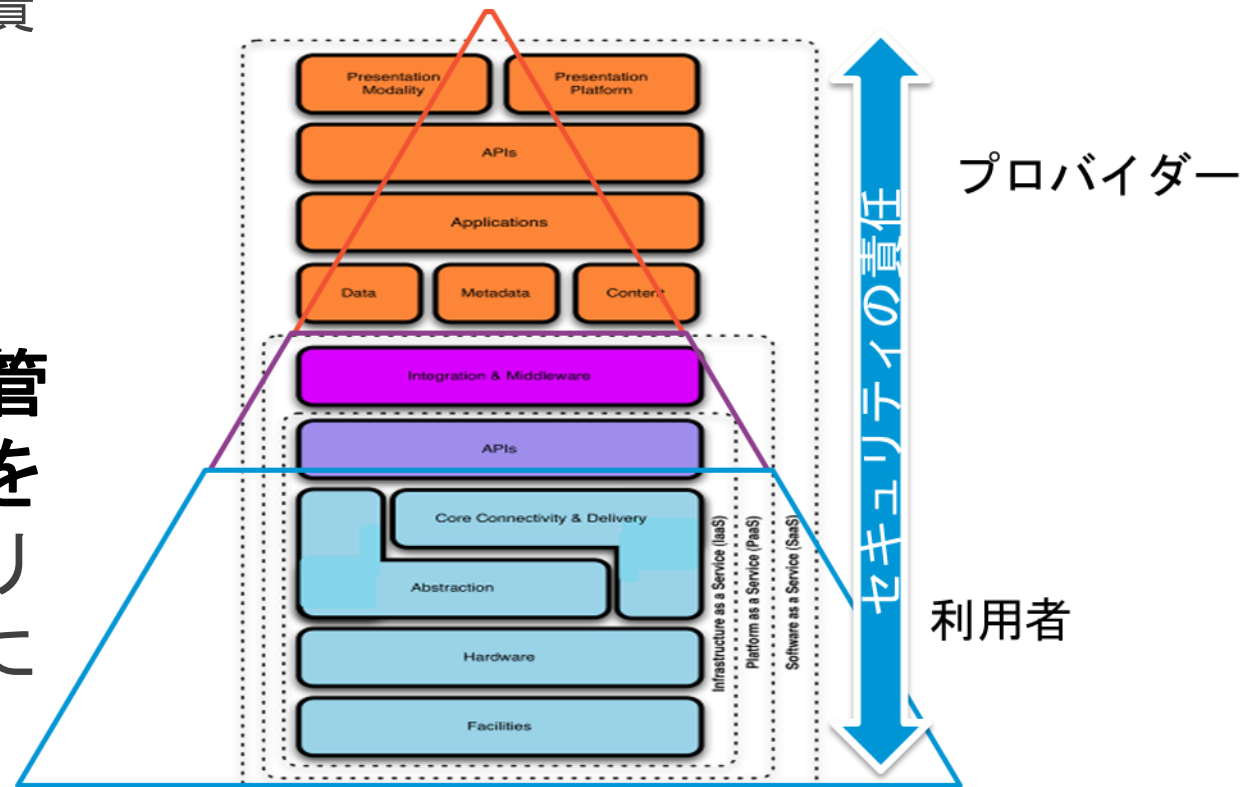 責
管
を
リ
Presentation
Modality
Presentation
Platform
APIs
Applications
Data
Metadata
Content
Integration & Middleware
APIs
Core Connectivity & Delivery
Abstraction
Hardware
Facilities
Infrastructure as a Service (IaaS)
Platform as a Service (PaaS)
Software as a Service (SaaS)
セキュリティの責任
プロバイダー
利用者